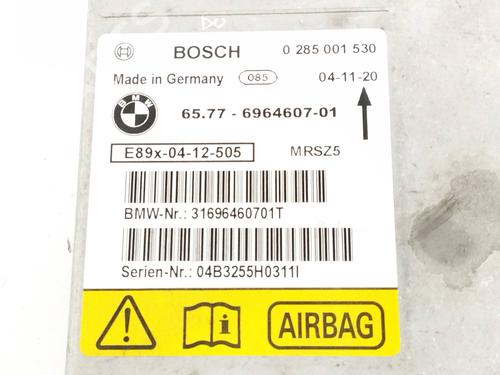 BOSCH 0 285 001 530
Made in Germany 085 04-11-20
BMW 65.77 - 6964607-01
E89x-04-12-505 MRSZ5
BMW-Nr.: 31696460701T
Serien-Nr.: 04B3255H0311I
AIRBAG